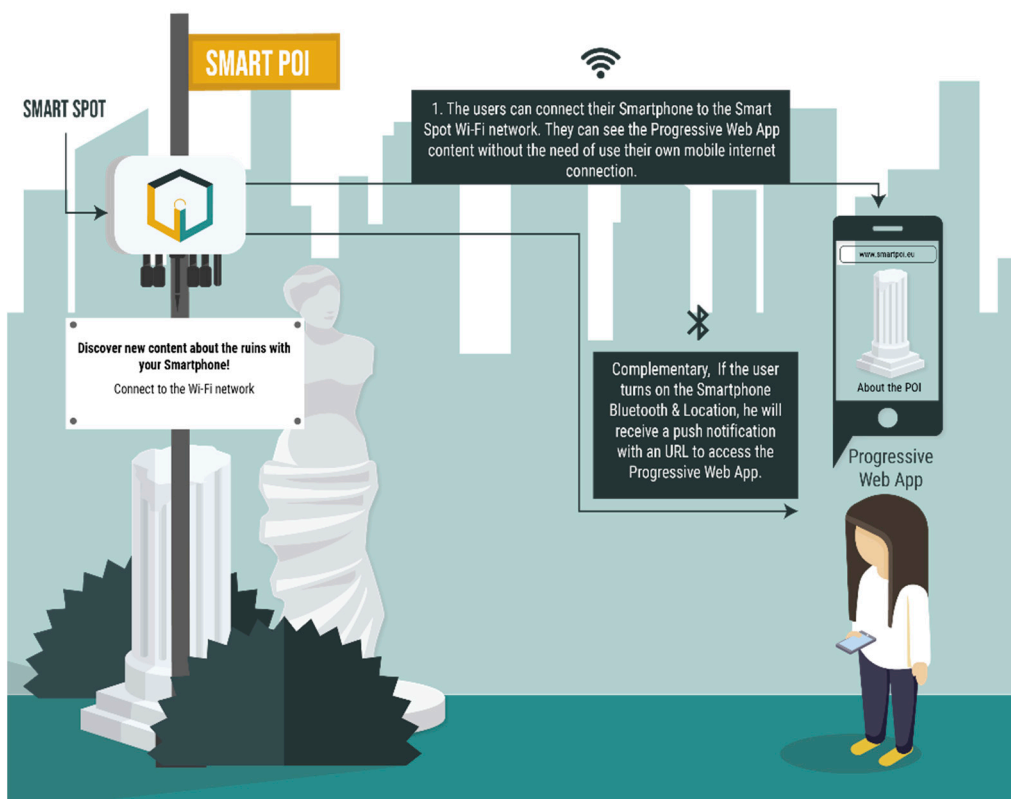 SMART POI
SMART SPOT
1. The users can connect their Smartphone to the Smart
Spot Wi-Fi network. They can see the Progressive Web App
content without the need of use their own mobile internet
connection.
www.smartpoi.eu
About the POI
Discover new content about the ruins with
your Smartphone!
Connect to the Wi-Fi network
Complementary, If the user
turns on the Smartphone
Bluetooth & Location, he will
receive a push notification
with an URL to access the
Progressive Web App.
Progressive
Web App